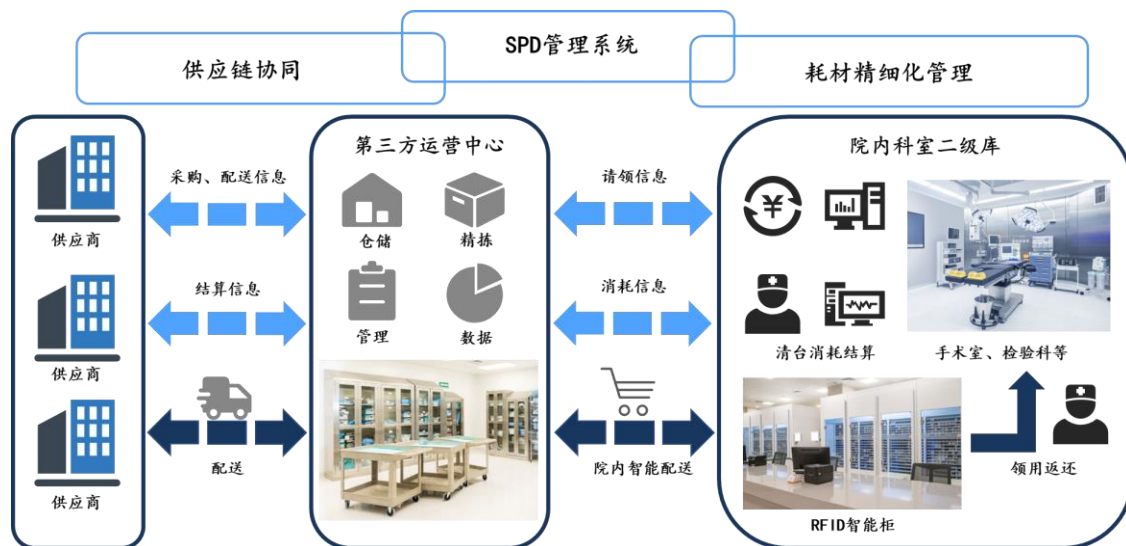 SPD管理系统
供应链协同
耗材精细化管理
供应商
供应商
供应商
采购、配送信息
结算信息
配送
第三方运营中心
仓储
精拣
管理
数据
请领信息
消耗信息
院内智能配送
院内科室二级库
¥
清台消耗结算
手术室、检验科等
RFID智能柜
领用返还